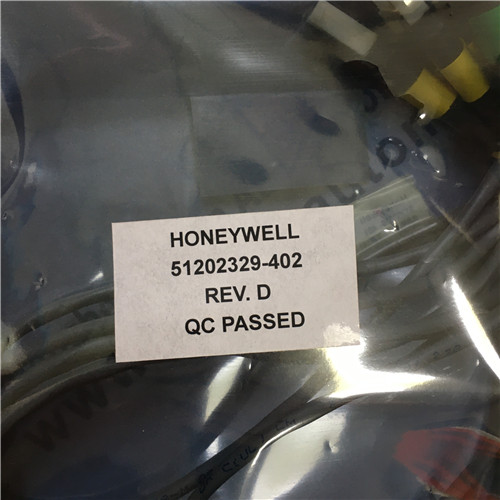 HONEYWELL
51202329-402
REV. D
QC PASSED